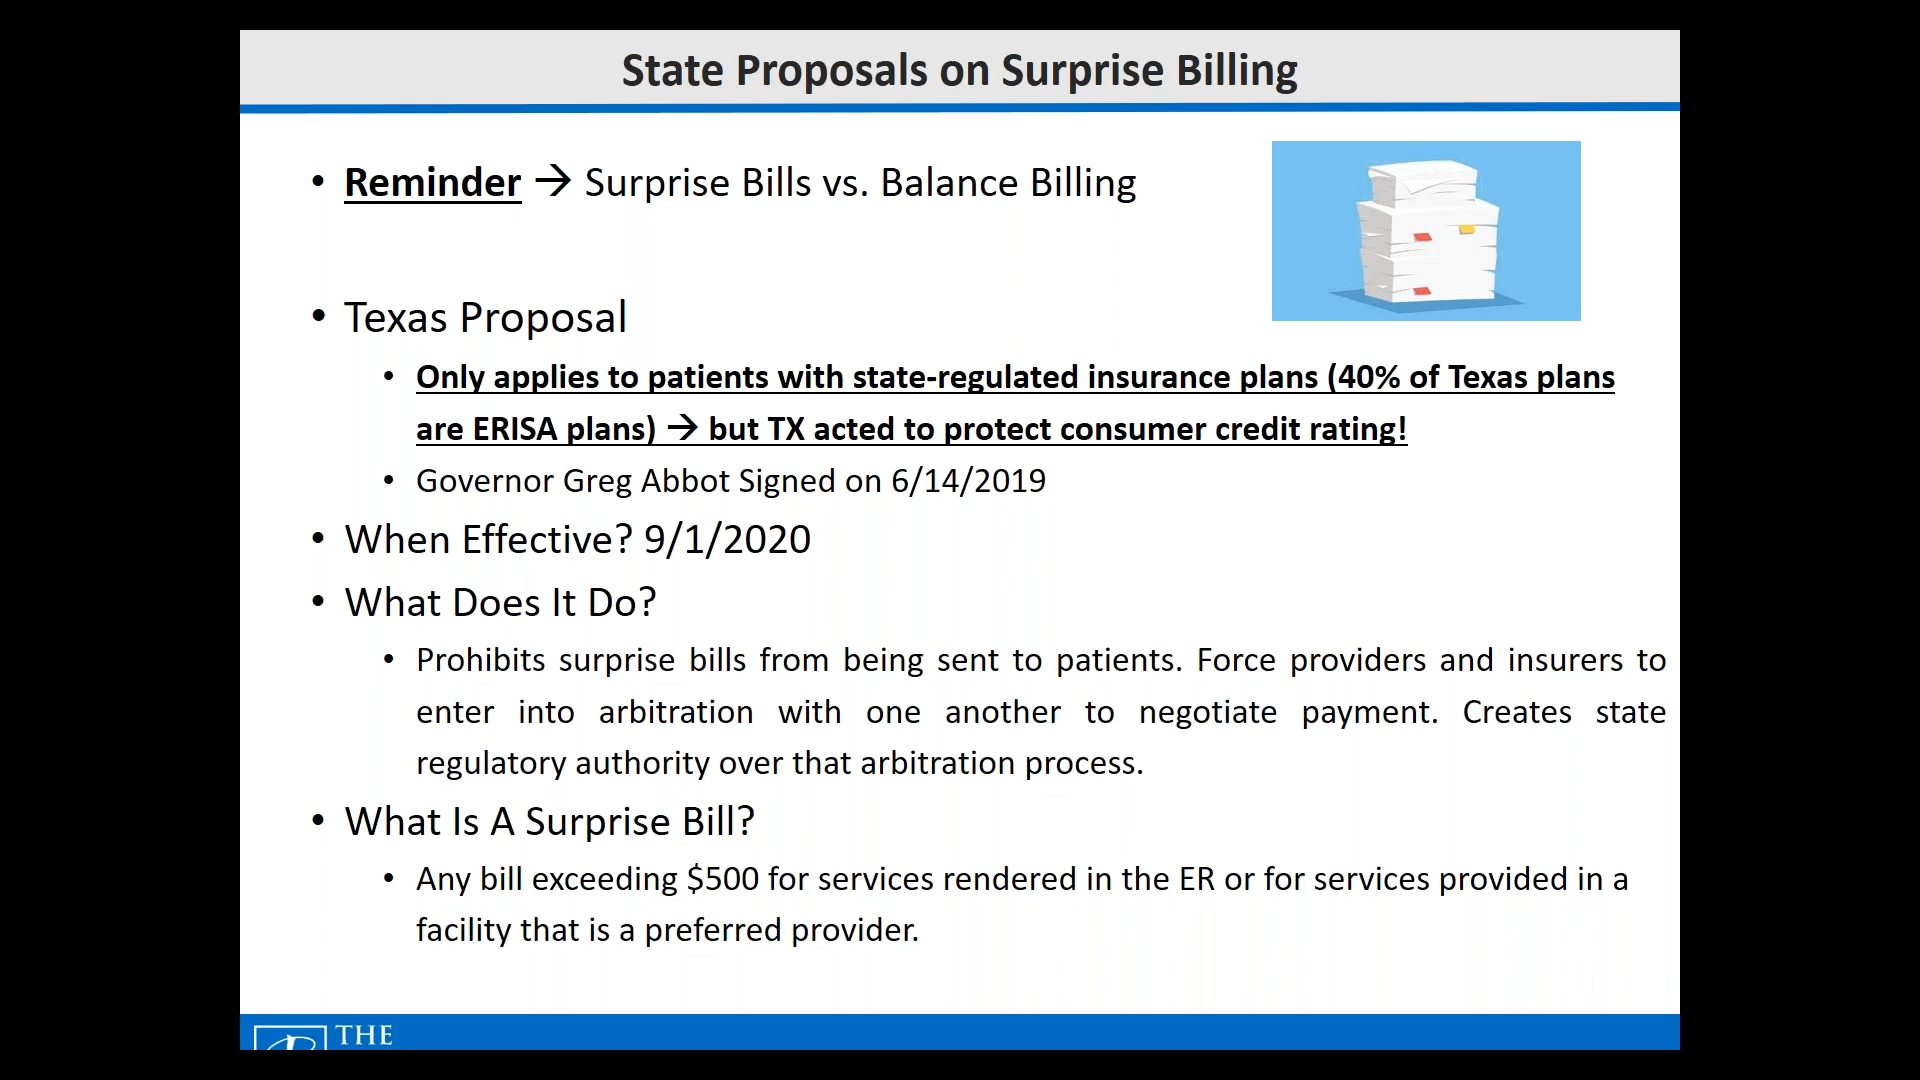 State Proposals on Surprise Billing
• Reminder → Surprise Bills vs. Balance Billing
• Texas Proposal
• Only applies to patients with state-regulated insurance plans (40% of Texas plans
are ERISA plans) → but TX acted to protect consumer credit rating!
• Governor Greg Abbot Signed on 6/14/2019
• When Effective? 9/1/2020
• What Does It Do?
• Prohibits surprise bills from being sent to patients. Force providers and insurers to
enter into arbitration with one another to negotiate payment. Creates state
regulatory authority over that arbitration process.
• What Is A Surprise Bill?
• Any bill exceeding $500 for services rendered in the ER or for services provided in a
facility that is a preferred provider.
THE